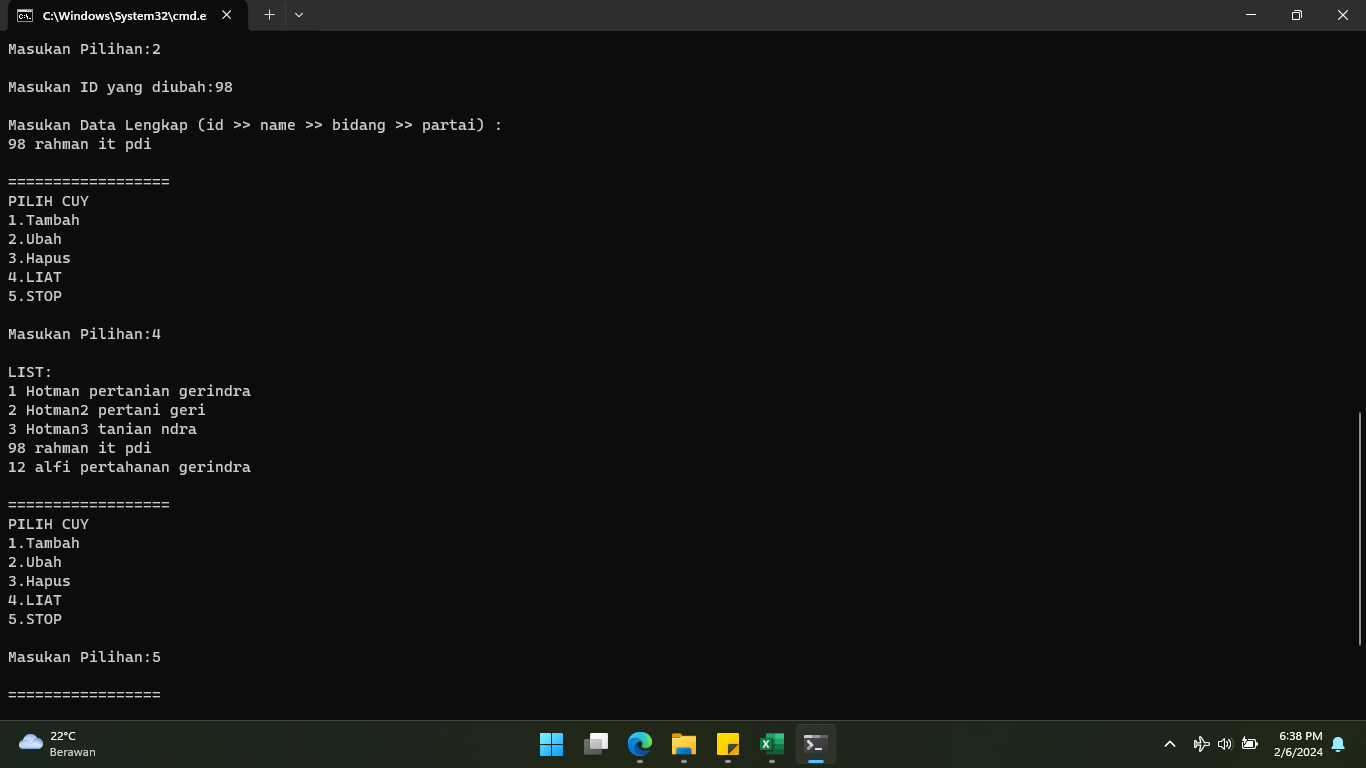 C:\Windows\System32\cmd.e
Masukan Pilihan:2
Masukan ID yang diubah:98
Masukan Data Lengkap (id >> name >> bidang >> partai) :
98 rahman it pdi
==================
PILIH CUY
1.Tambah
2.Ubah
3.Hapus
4.LIAT
5.STOP
Masukan Pilihan:4
LIST:
1 Hotman pertanian gerindra
2 Hotman2 pertani geri
3 Hotman3 tanian ndra
98 rahman it pdi
12 alfi pertahanan gerindra
==================
PILIH CUY
1.Tambah
2.Ubah
3.Hapus
4.LIAT
5.STOP
Masukan Pilihan:5
=================
22°C
Berawan
6:38 PM
2/6/2024